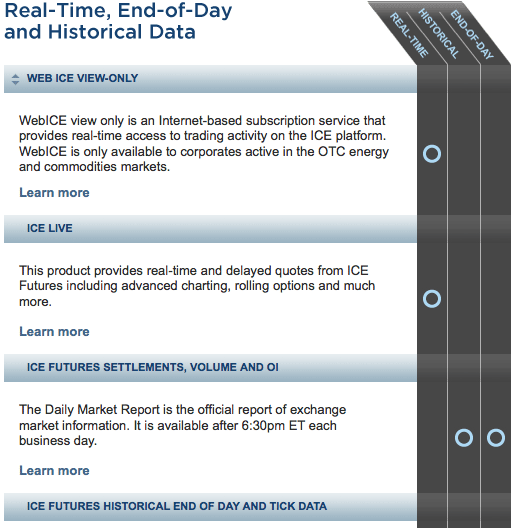 Real-Time, End-of-Day
and Historical Data
REAL-TIME
HISTORICAL
END-OF-DAY
WEB ICE VIEW-ONLY
WebICE view only is an Internet-based subscription service that
provides real-time access to trading activity on the ICE platform.
WebICE is only available to corporates active in the OTC energy
and commodities markets.
Learn more
ICE LIVE
This product provides real-time and delayed quotes from ICE
Futures including advanced charting, rolling options and much
more.
Learn more
ICE FUTURES SETTLEMENTS, VOLUME AND OI
The Daily Market Report is the official report of exchange
market information. It is available after 6:30pm ET each
business day.
Learn more
ICE FUTURES HISTORICAL END OF DAY AND TICK DATA